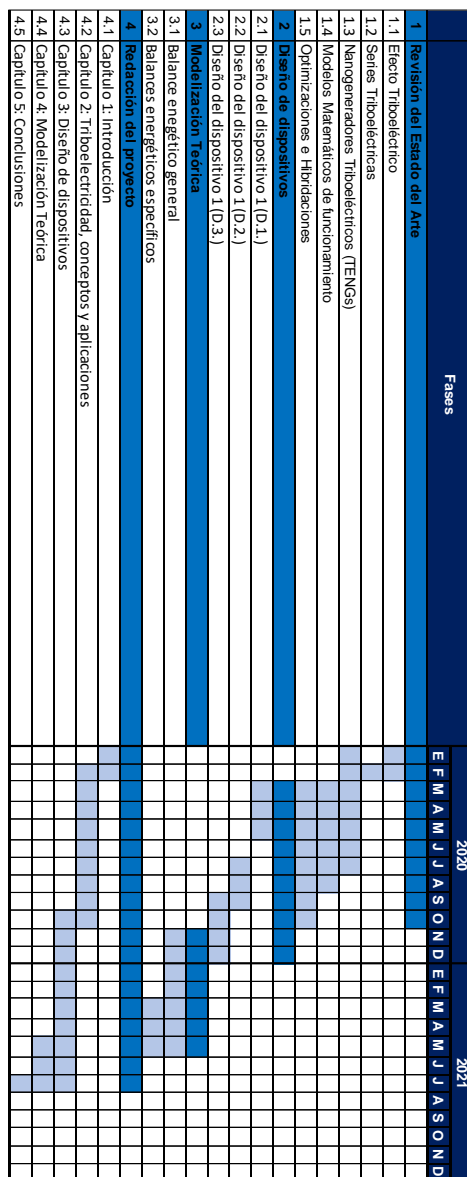 Fases
2020
2021
E F M A M J J A S O N D E F M A M J J A S O N D
1 Revisión del Estado del Arte
1.1 Efecto Triboeléctrico
1.2 Series Triboeléctricas
1.3 Nanogeneradores Triboeléctricos (TENGs)
1.4 Modelos Matemáticos de funcionamiento
1.5 Optimizaciones e Hibridaciones
2 Diseño de dispositivos
2.1 Diseño del dispositivo 1 (D.1.)
2.2 Diseño del dispositivo 1 (D.2.)
2.3 Diseño del dispositivo 1 (D.3.)
3 Modelización Teórica
3.1 Balance enegético general
3.2 Balances energéticos específicos
4 Redacción del proyecto
4.1 Capítulo 1: Introducción
4.2 Capítulo 2: Triboelectricidad, conceptos y aplicaciones
4.3 Capítulo 3: Diseño de dispositivos
4.4 Capítulo 4: Modelización Teórica
4.5 Capítulo 5: Conclusiones